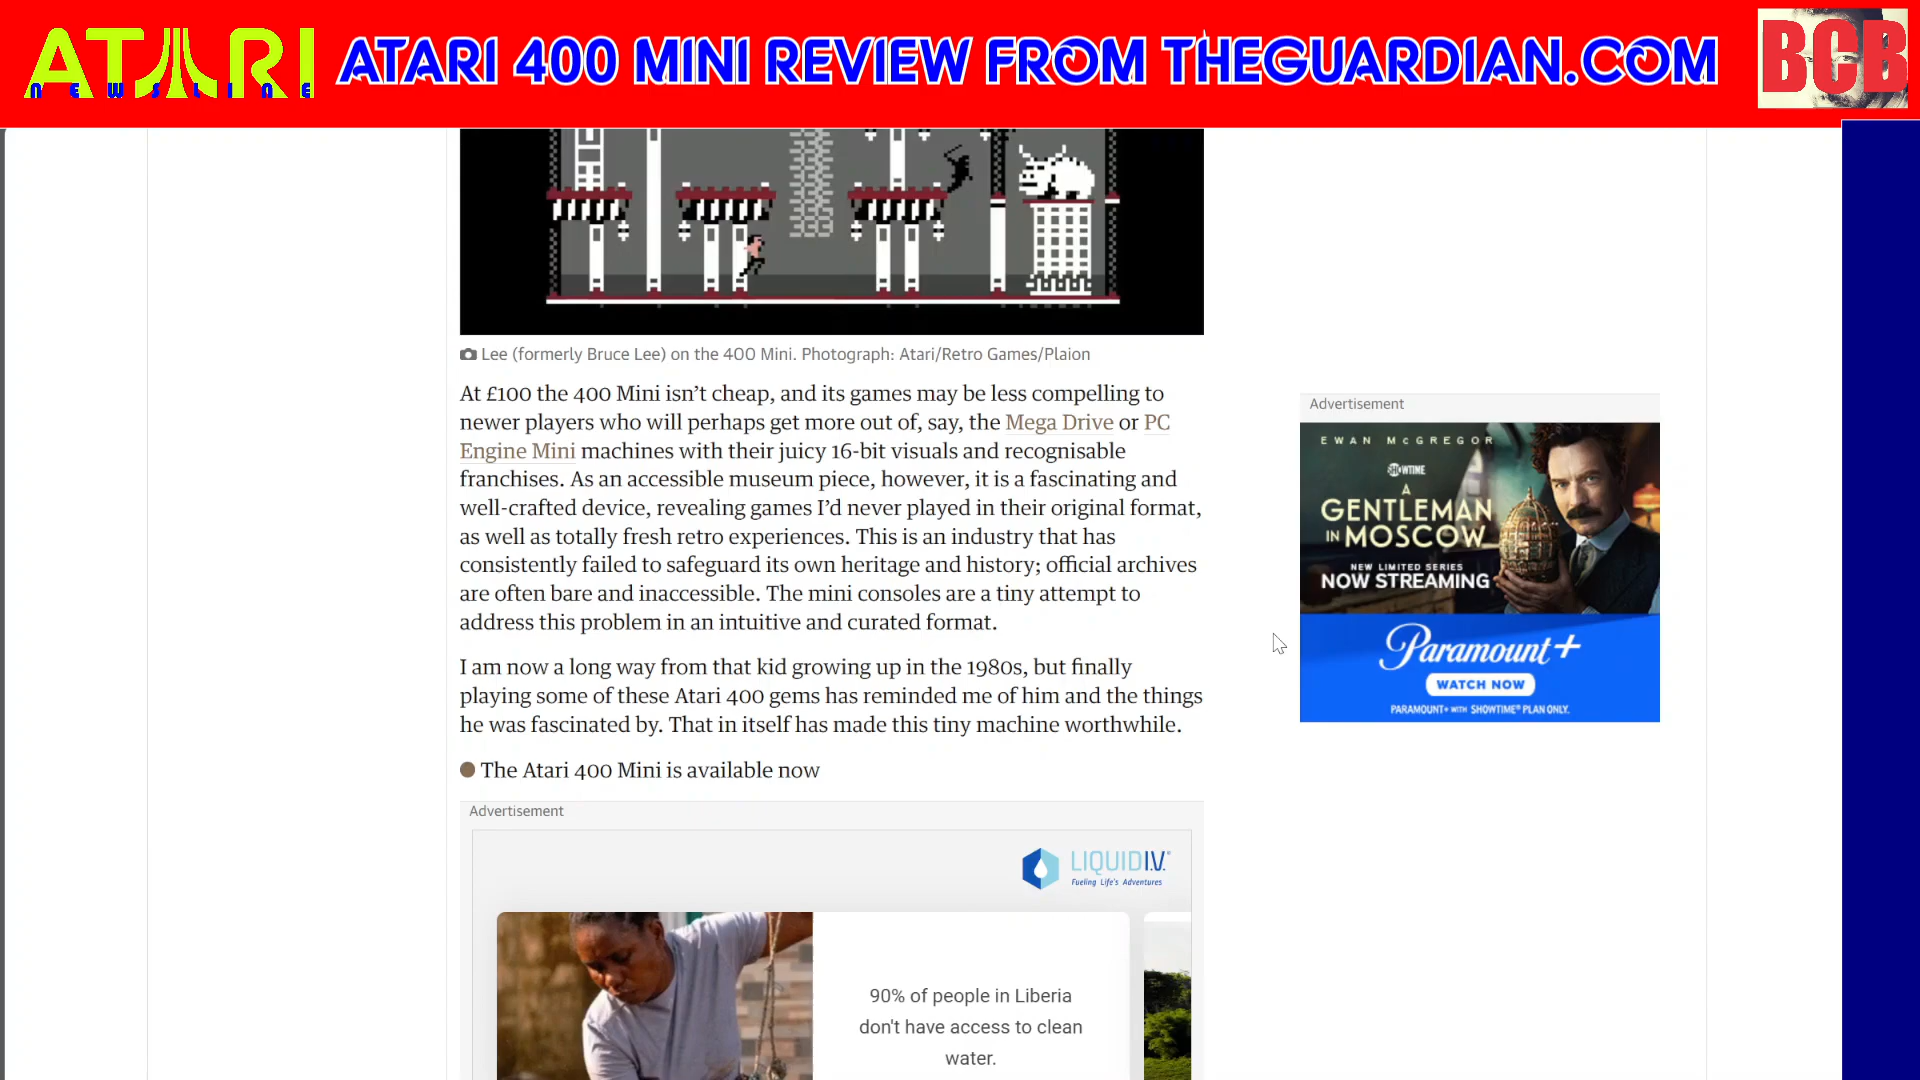 ATARI
NEWSLINE
ATARI 400 MINI REVIEW FROM THEGUARDIAN.COM
BCB
Lee (formerly Bruce Lee) on the 400 Mini. Photograph: Atari/Retro Games/Plaion
At £100 the 400 Mini isn’t cheap, and its games may be less compelling to
newer players who will perhaps get more out of, say, the Mega Drive or PC
Engine Mini machines with their juicy 16-bit visuals and recognisable
franchises. As an accessible museum piece, however, it is a fascinating and
well-crafted device, revealing games I’d never played in their original format,
as well as totally fresh retro experiences. This is an industry that has
consistently failed to safeguard its own heritage and history; official archives
are often bare and inaccessible. The mini consoles are a tiny attempt to
address this problem in an intuitive and curated format.
I am now a long way from that kid growing up in the 1980s, but finally
playing some of these Atari 400 gems has reminded me of him and the things
he was fascinated by. That in itself has made this tiny machine worthwhile.
The Atari 400 Mini is available now
Advertisement
EWAN McGREGOR
SHOWTIME
A
GENTLEMAN
IN MOSCOW
NEW LIMITED SERIES
NOW STREAMING
Paramount+
WATCH NOW
PARAMOUNT+ WITH SHOWTIME® PLAN ONLY.
Advertisement
LIQUID I.V.
Fueling Life's Adventures
90% of people in Liberia
don't have access to clean
water.